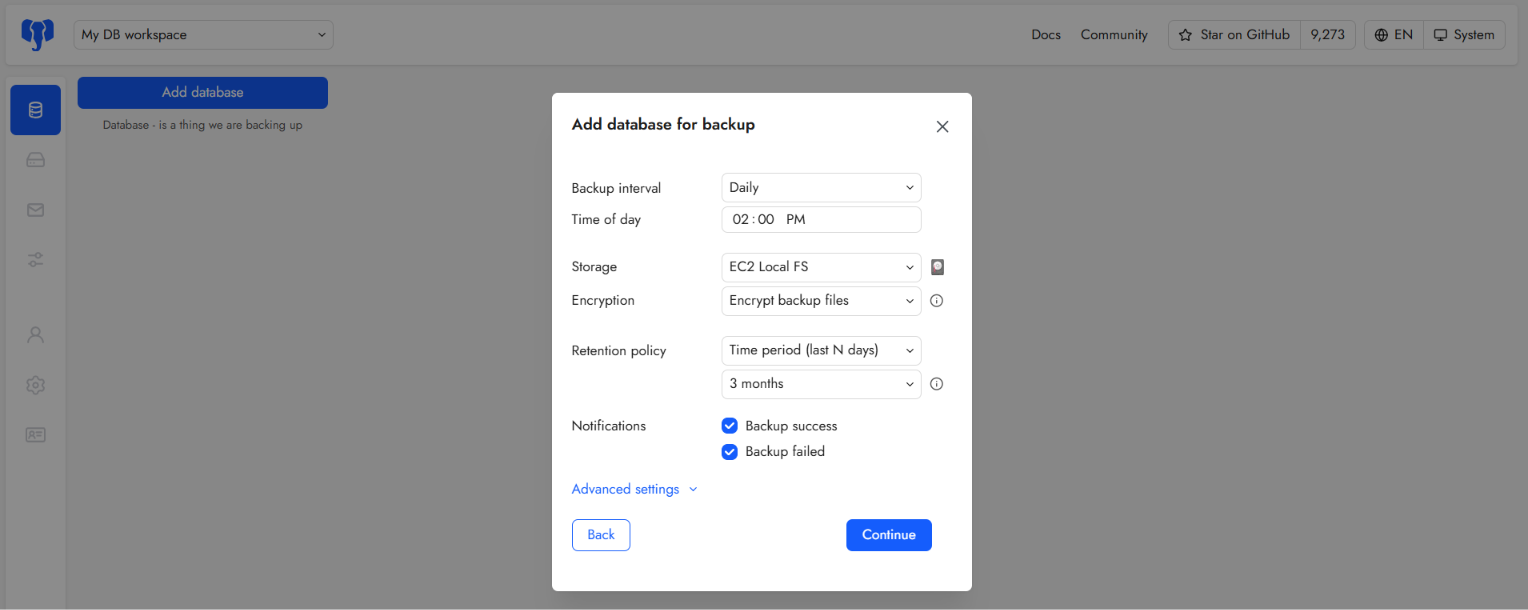 My DB workspace
Docs Community Star on GitHub 9,273 EN System
Add database
Database - is a thing we are backing up
Add database for backup
Backup interval Daily
Time of day 02:00 PM
Storage EC2 Local FS
Encryption Encrypt backup files
Retention policy Time period (last N days)
3 months
Notifications Backup success
Backup failed
Advanced settings
Back Continue